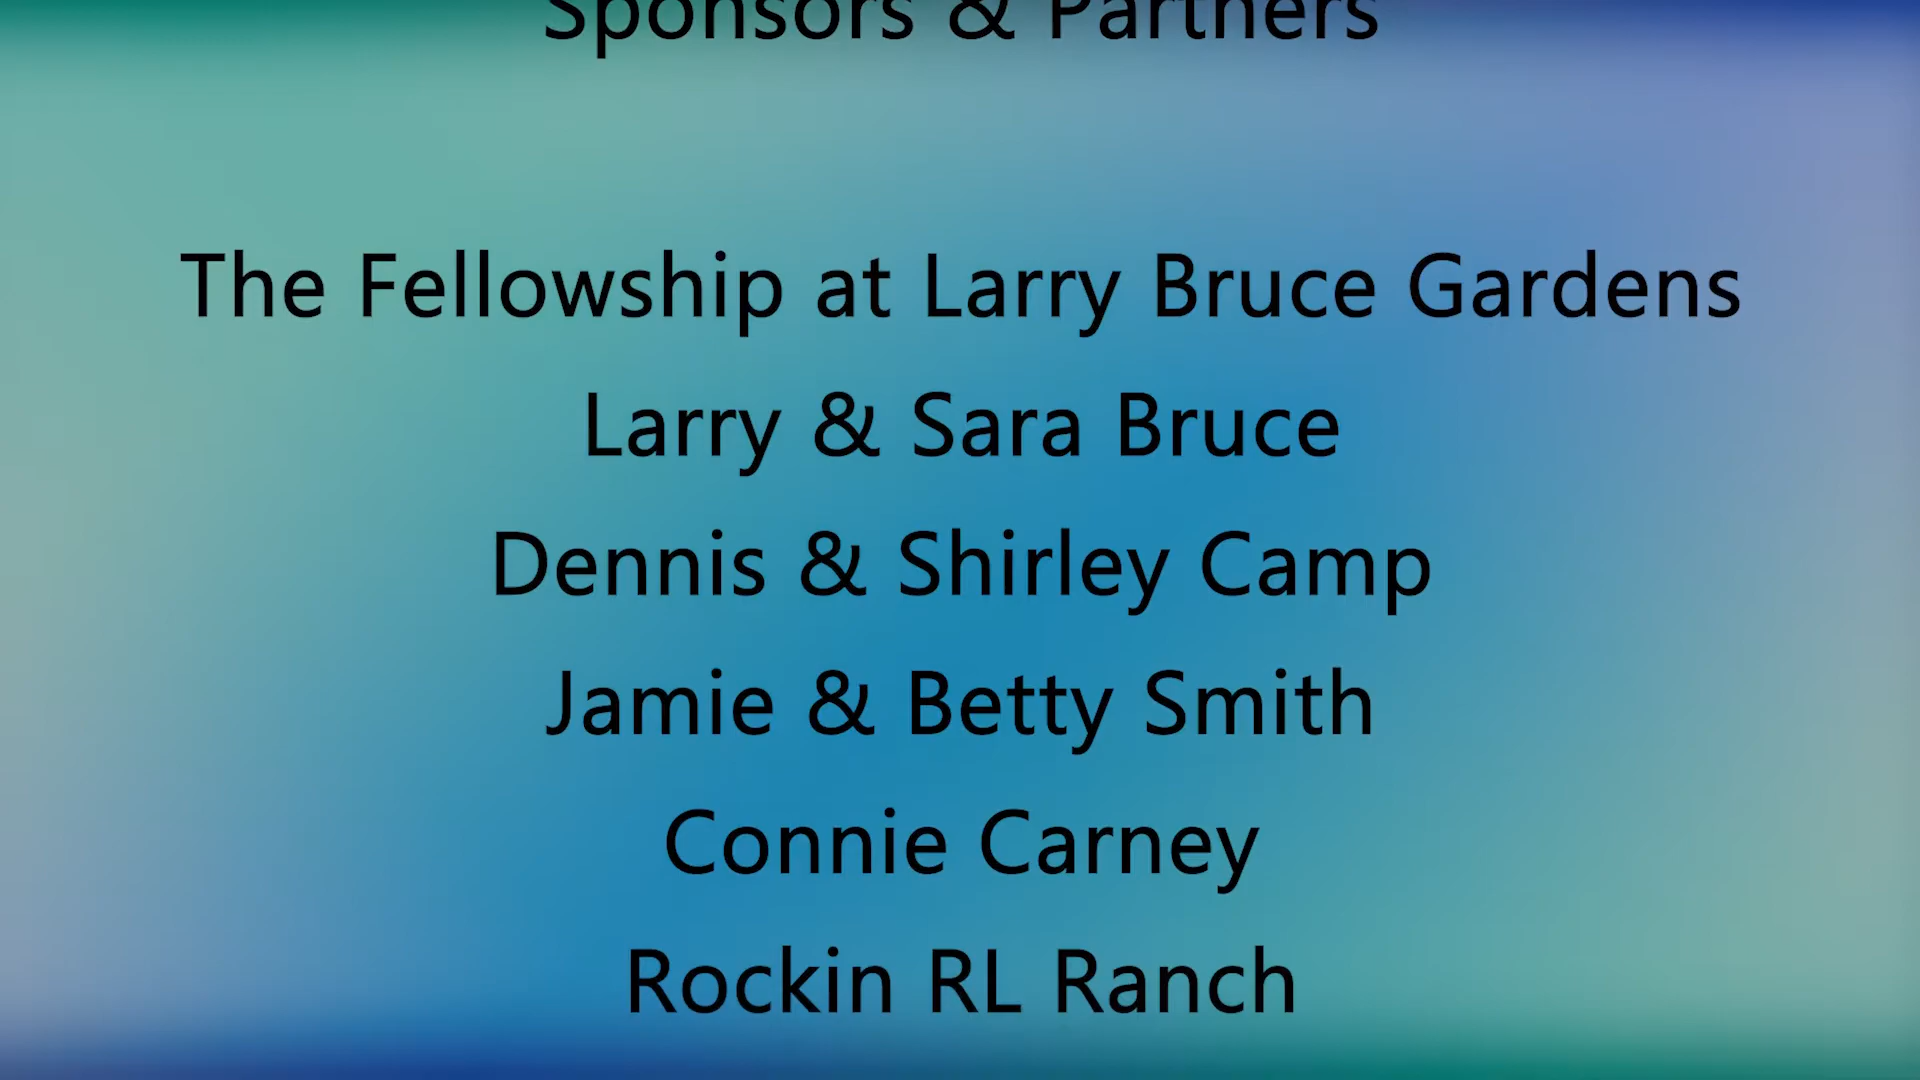 Sponsors & Partners
The Fellowship at Larry Bruce Gardens
Larry & Sara Bruce
Dennis & Shirley Camp
Jamie & Betty Smith
Connie Carney
Rockin RL Ranch